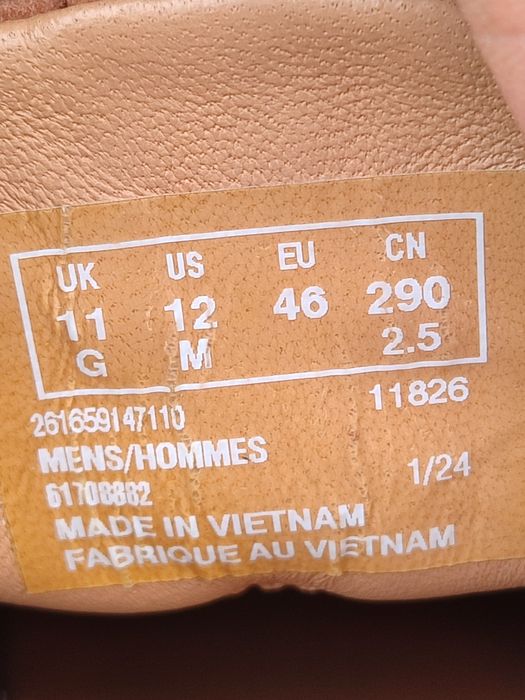 UK US EU CN
11 12 46 290
G M 2.5
261659147110 11826
MENS/HOMMES
61708882 1/24
MADE IN VIETNAM
FABRIQUE AU VIETNAM